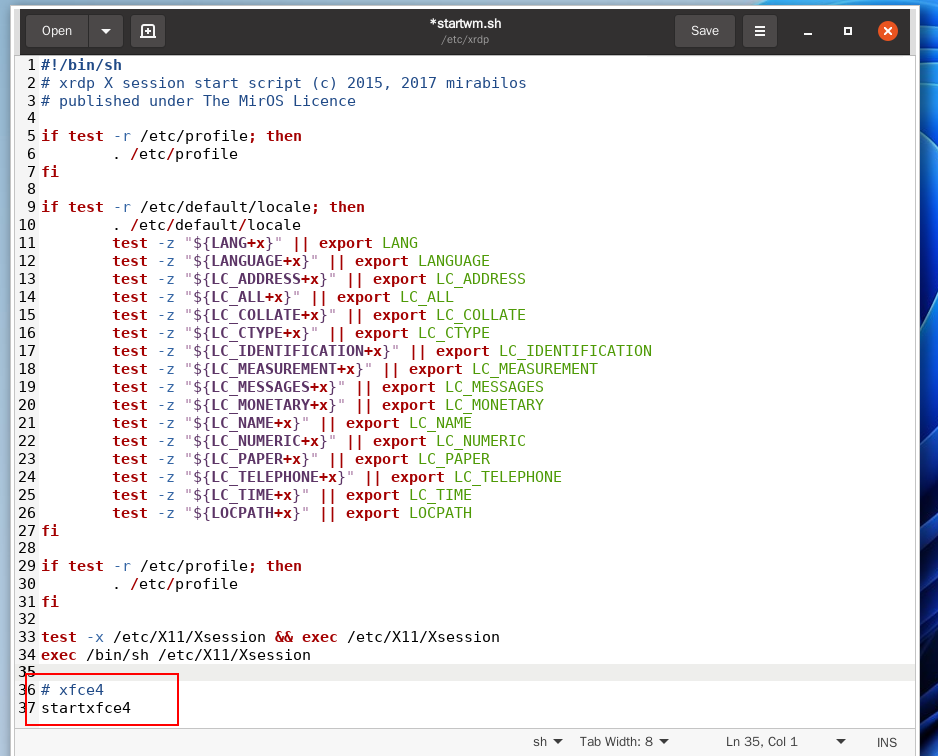 Open
*startwm.sh
/etc/xrdp
Save
1 #!/bin/sh
2 # xrdp X session start script (c) 2015, 2017 mirabilos
3 # published under The MirOS Licence
4
5 if test -r /etc/profile; then
6         . /etc/profile
7 fi
8
9 if test -r /etc/default/locale; then
10         . /etc/default/locale
11         test -z "${LANG+x}" || export LANG
12         test -z "${LANGUAGE+x}" || export LANGUAGE
13         test -z "${LC_ADDRESS+x}" || export LC_ADDRESS
14         test -z "${LC_ALL+x}" || export LC_ALL
15         test -z "${LC_COLLATE+x}" || export LC_COLLATE
16         test -z "${LC_CTYPE+x}" || export LC_CTYPE
17         test -z "${LC_IDENTIFICATION+x}" || export LC_IDENTIFICATION
18         test -z "${LC_MEASUREMENT+x}" || export LC_MEASUREMENT
19         test -z "${LC_MESSAGES+x}" || export LC_MESSAGES
20         test -z "${LC_MONETARY+x}" || export LC_MONETARY
21         test -z "${LC_NAME+x}" || export LC_NAME
22         test -z "${LC_NUMERIC+x}" || export LC_NUMERIC
23         test -z "${LC_PAPER+x}" || export LC_PAPER
24         test -z "${LC_TELEPHONE+x}" || export LC_TELEPHONE
25         test -z "${LC_TIME+x}" || export LC_TIME
26         test -z "${LOCPATH+x}" || export LOCPATH
27 fi
28
29 if test -r /etc/profile; then
30         . /etc/profile
31 fi
32
33 test -x /etc/X11/Xsession && exec /etc/X11/Xsession
34 exec /bin/sh /etc/X11/Xsession
35
36 # xfce4
37 startxfce4
sh Tab Width: 8 Ln 35, Col 1 INS